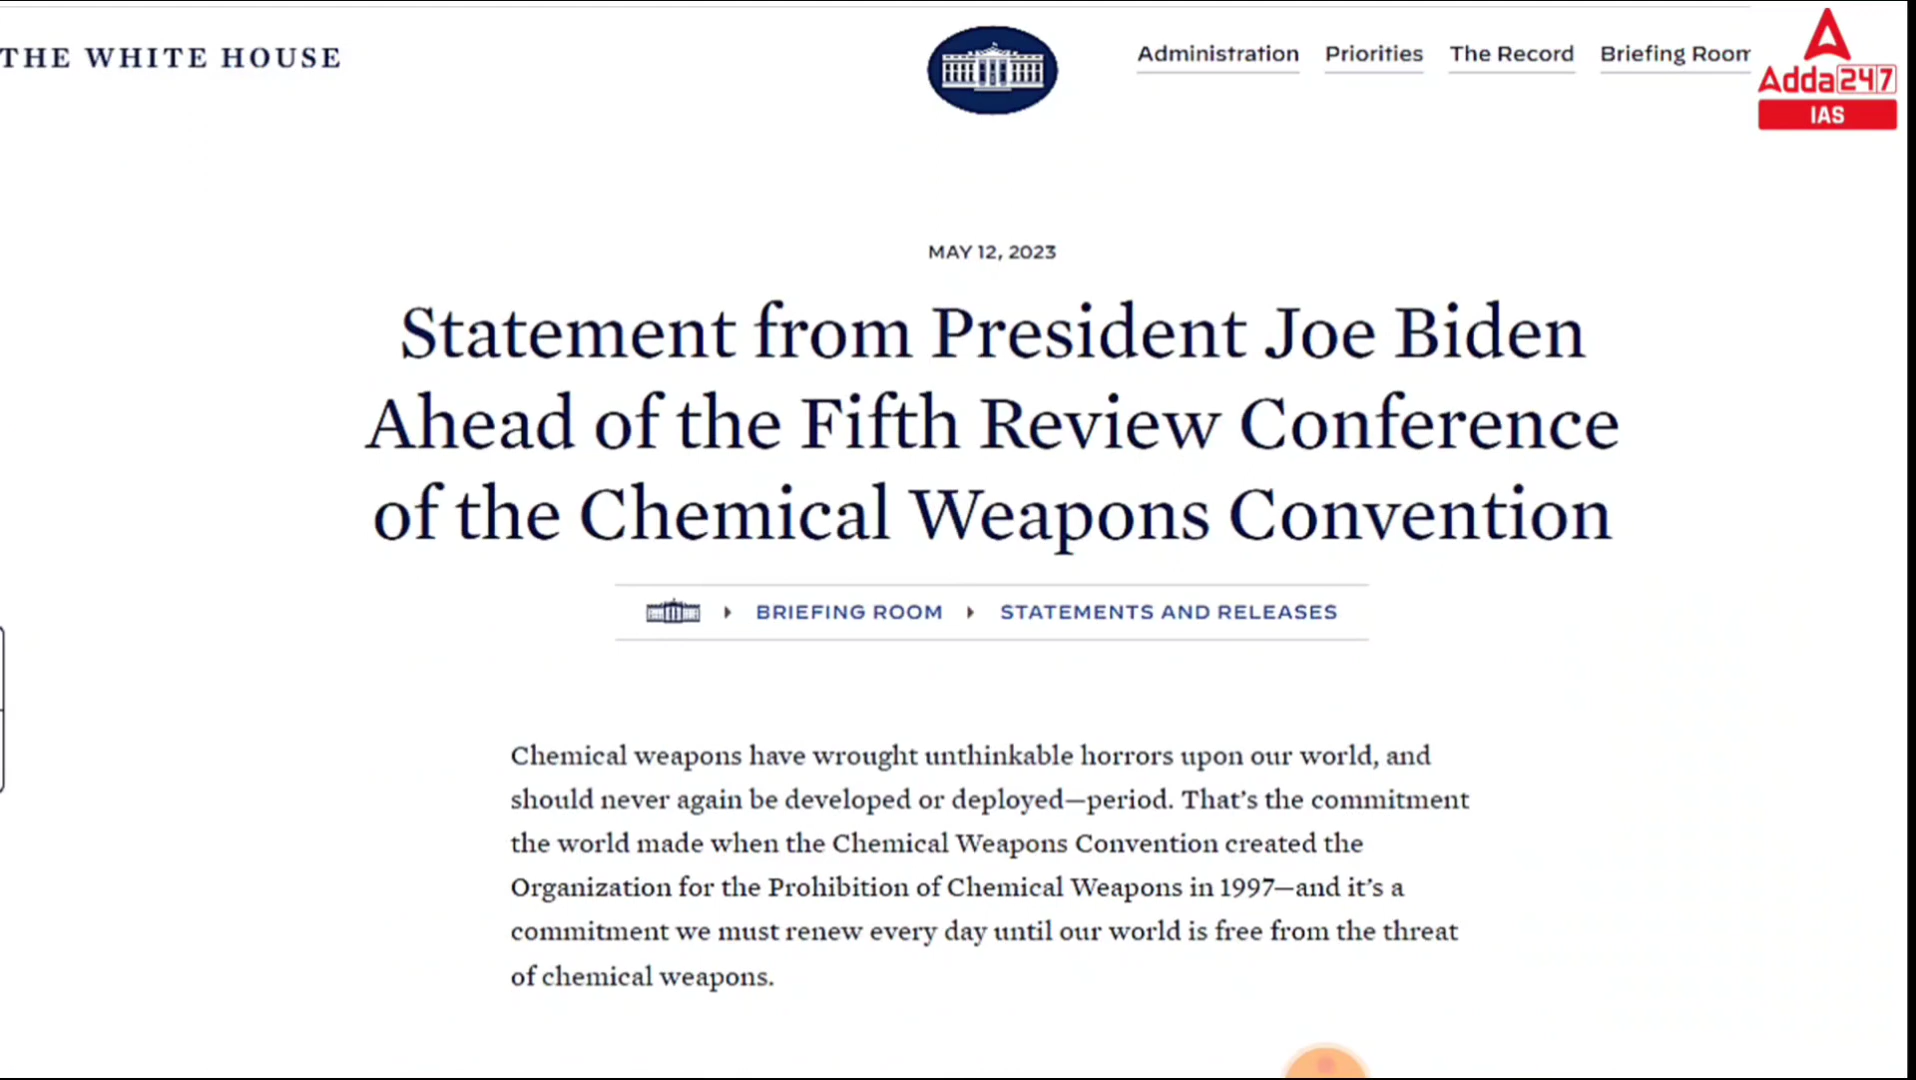 THE WHITE HOUSE
Administration Priorities The Record Briefing Room
Adda247
IAS
MAY 12, 2023
Statement from President Joe Biden
Ahead of the Fifth Review Conference
of the Chemical Weapons Convention
BRIEFING ROOM STATEMENTS AND RELEASES
Chemical weapons have wrought unthinkable horrors upon our world, and
should never again be developed or deployed—period. That’s the commitment
the world made when the Chemical Weapons Convention created the
Organization for the Prohibition of Chemical Weapons in 1997—and it’s a
commitment we must renew every day until our world is free from the threat
of chemical weapons.